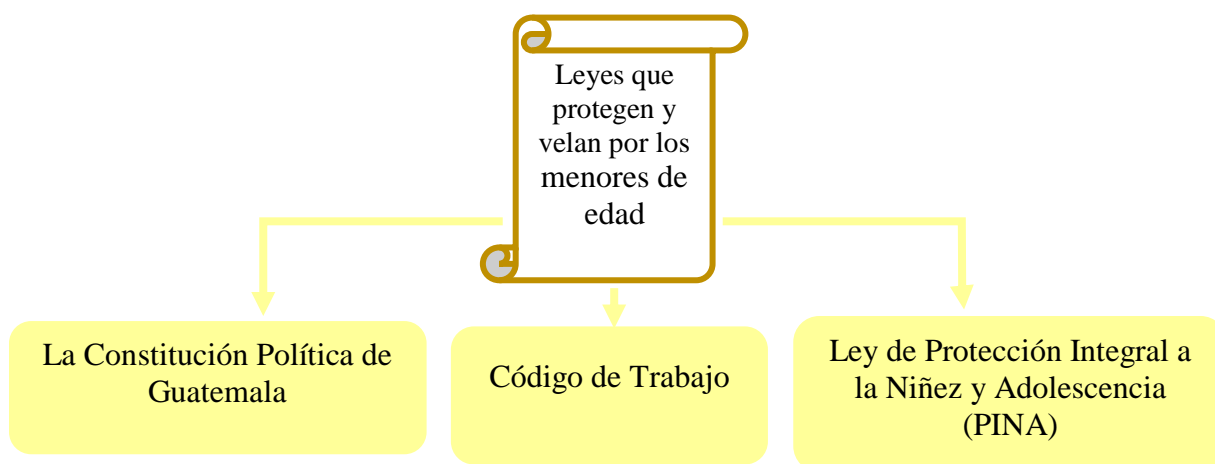 Leyes que
protegen y
velan por los
menores de
edad
La Constitución Política de
Guatemala
Código de Trabajo
Ley de Protección Integral a
la Niñez y Adolescencia
(PINA)